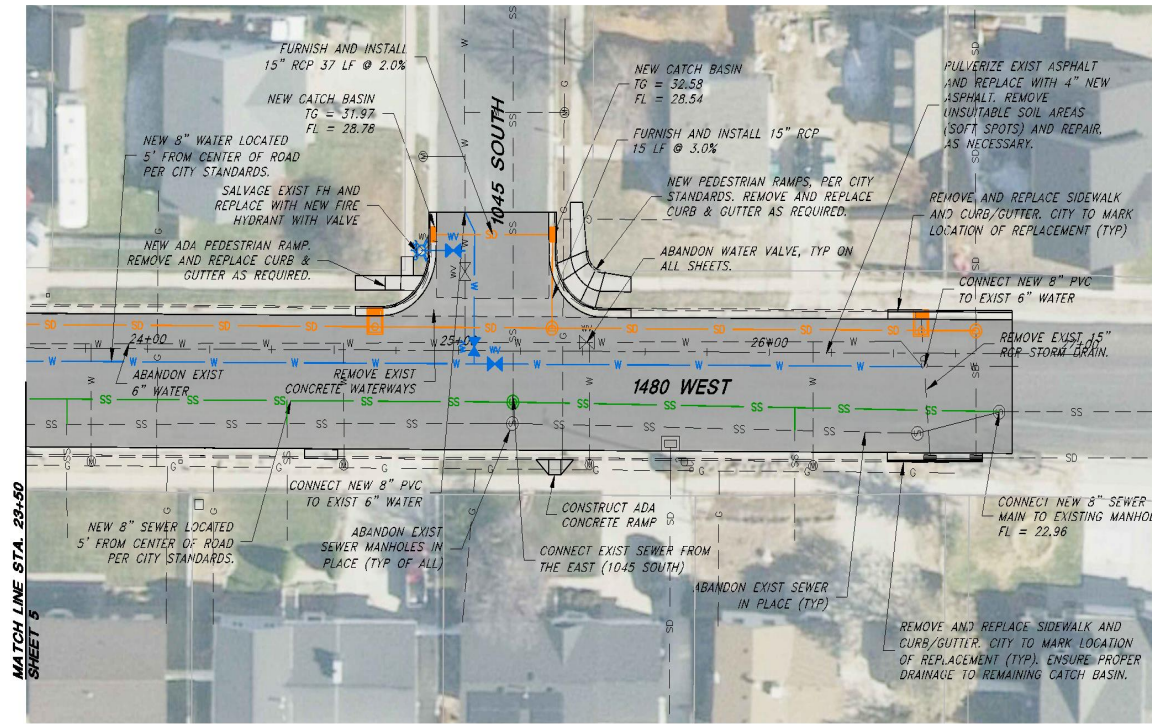 FURNISH AND INSTALL
15" RCP 37 LF @ 2.0%
NEW CATCH BASIN
TG = 31.97
FL = 28.78
NEW 8" WATER LOCATED
5' FROM CENTER OF ROAD
PER CITY STANDARDS.
SALVAGE EXIST FH AND
REPLACE WITH NEW FIRE
HYDRANT WITH VALVE
NEW ADA PEDESTRIAN RAMP.
REMOVE AND REPLACE CURB &
GUTTER AS REQUIRED.
1045 SOUTH
NEW CATCH BASIN
TG = 32.58
FL = 28.54
FURNISH AND INSTALL 15" RCP
15 LF @ 3.0%
NEW PEDESTRIAN RAMPS, PER CITY
STANDARDS. REMOVE AND REPLACE
CURB & GUTTER AS REQUIRED.
ABANDON WATER VALVE, TYP ON
ALL SHEETS.
PULVERIZE EXIST ASPHALT
AND REPLACE WITH 4" NEW
ASPHALT. REMOVE
UNSUITABLE SOIL AREAS
(SOFT SPOTS) AND REPAIR,
AS NECESSARY.
REMOVE AND REPLACE SIDEWALK
AND CURB/GUTTER. CITY TO MARK
LOCATION OF REPLACEMENT (TYP)
CONNECT NEW 8" PVC
TO EXIST 6" WATER
REMOVE EXIST 15"
RCP STORM DRAIN.
24+00
25+00
26+00
27+00
ABANDON EXIST
6" WATER
REMOVE EXIST
CONCRETE WATERWAYS
1480 WEST
MATCH LINE STA. 23+50
SHEET 5
NEW 8" SEWER LOCATED
5' FROM CENTER OF ROAD
PER CITY STANDARDS.
CONNECT NEW 8" PVC
TO EXIST 6" WATER
ABANDON EXIST
SEWER MANHOLES IN
PLACE (TYP OF ALL)
CONSTRUCT ADA
CONCRETE RAMP
CONNECT EXIST SEWER FROM
THE EAST (1045 SOUTH)
ABANDON EXIST SEWER
IN PLACE (TYP)
CONNECT NEW 8" SEWER
MAIN TO EXISTING MANHOL
FL = 22.96
REMOVE AND REPLACE SIDEWALK AND
CURB/GUTTER. CITY TO MARK LOCATION
OF REPLACEMENT (TYP). ENSURE PROPER
DRAINAGE TO REMAINING CATCH BASIN.